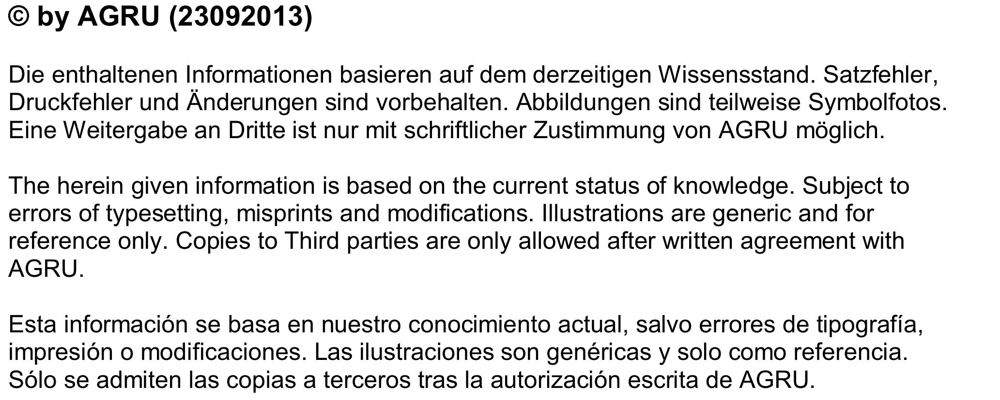 © by AGRU (23092013)
Die enthaltenen Informationen basieren auf dem derzeitigen Wissensstand. Satzfehler,
Druckfehler und Änderungen sind vorbehalten. Abbildungen sind teilweise Symbolfotos.
Eine Weitergabe an Dritte ist nur mit schriftlicher Zustimmung von AGRU möglich.
The herein given information is based on the current status of knowledge. Subject to
errors of typesetting, misprints and modifications. Illustrations are generic and for
reference only. Copies to Third parties are only allowed after written agreement with
AGRU.
Esta información se basa en nuestro conocimiento actual, salvo errores de tipografía,
impresión o modificaciones. Las ilustraciones son genéricas y solo como referencia.
Sólo se admiten las copias a terceros tras la autorización escrita de AGRU.